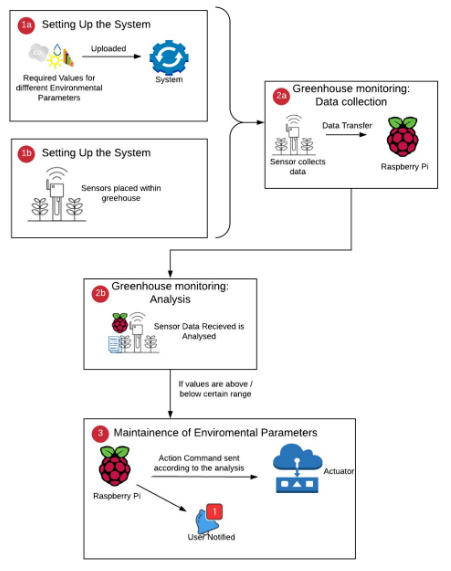 1a Setting Up the System
Uploaded
Required Values for
different Environmental
Parameters
System
1b Setting Up the System
Sensors placed within
greehouse
2a Greenhouse monitoring:
Data collection
Data Transfer
Sensor collects
data
Raspberry Pi
2b Greenhouse monitoring:
Analysis
Sensor Data Recieved is
Analysed
If values are above /
below certain range
3 Maintainence of Enviromental Parameters
Action Command sent
according to the analysis
Actuator
Raspberry Pi
1
User Notified